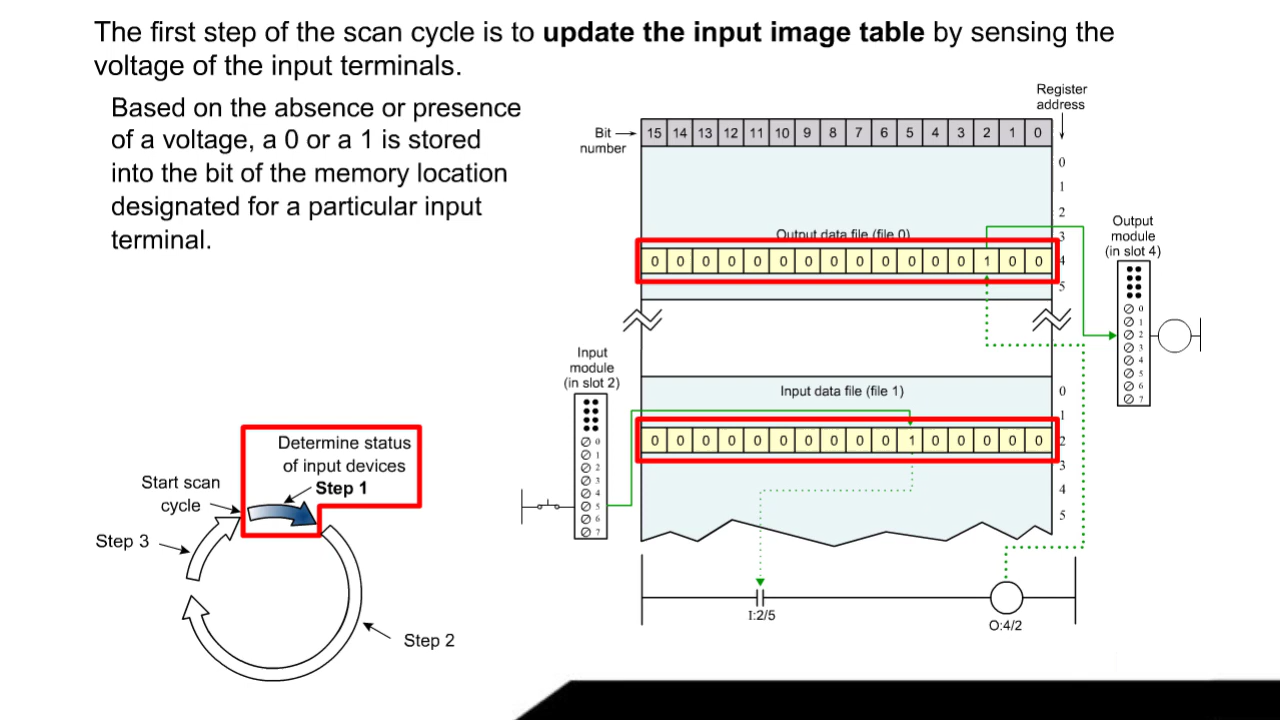 The first step of the scan cycle is to update the input image table by sensing the
voltage of the input terminals.
Based on the absence or presence
of a voltage, a 0 or a 1 is stored
into the bit of the memory location
designated for a particular input
terminal.
Register
address
Bit
number
15 14 13 12 11 10 9 8 7 6 5 4 3 2 1 0
0
1
2
3
4
5
Output data file (file 0)
0 0 0 0 0 0 0 0 0 0 0 0 0 1 0 0
Output
module
(in slot 4)
0
1
2
3
4
5
6
7
Input
module
(in slot 2)
0
1
2
3
4
5
6
7
Input data file (file 1)
0 0 0 0 0 0 0 0 0 0 1 0 0 0 0 0
0
1
2
3
4
5
I:2/5
O:4/2
Determine status
of input devices
Step 1
Start scan
cycle
Step 3
Step 2